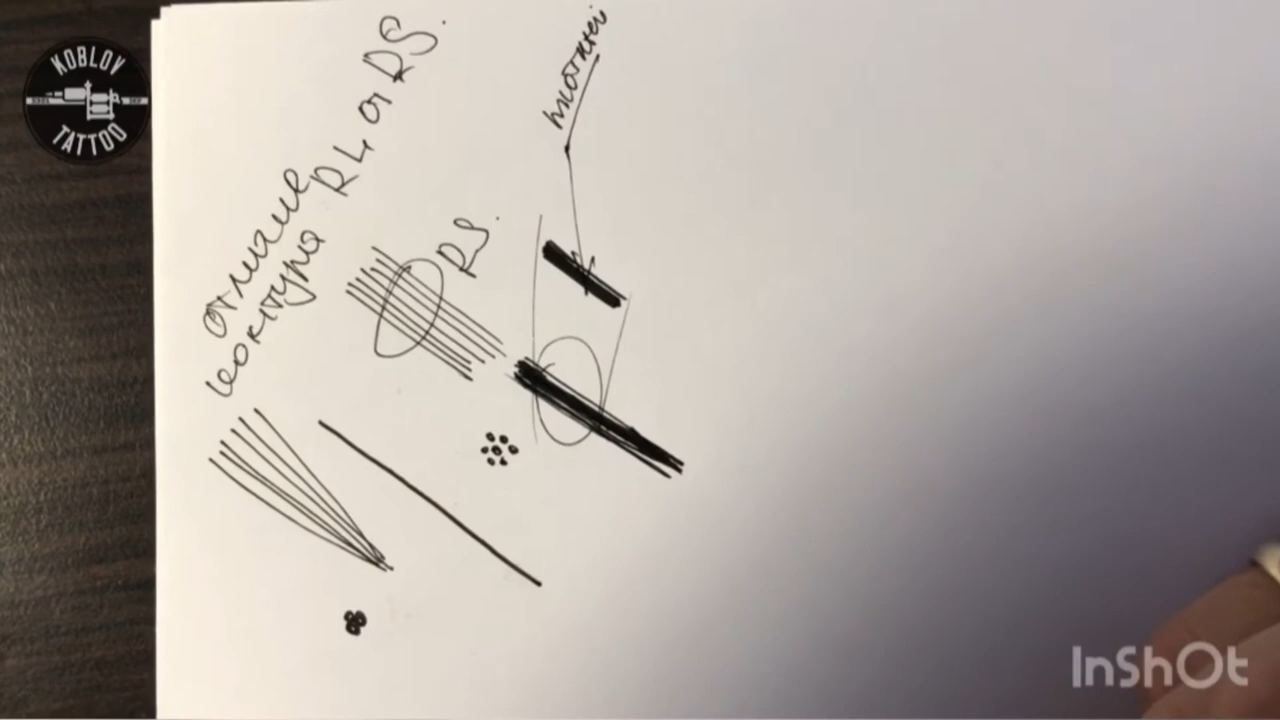 KOBLOV
TATTOO
отличие
контура RL от RS.
RS.
плотней
InShOt